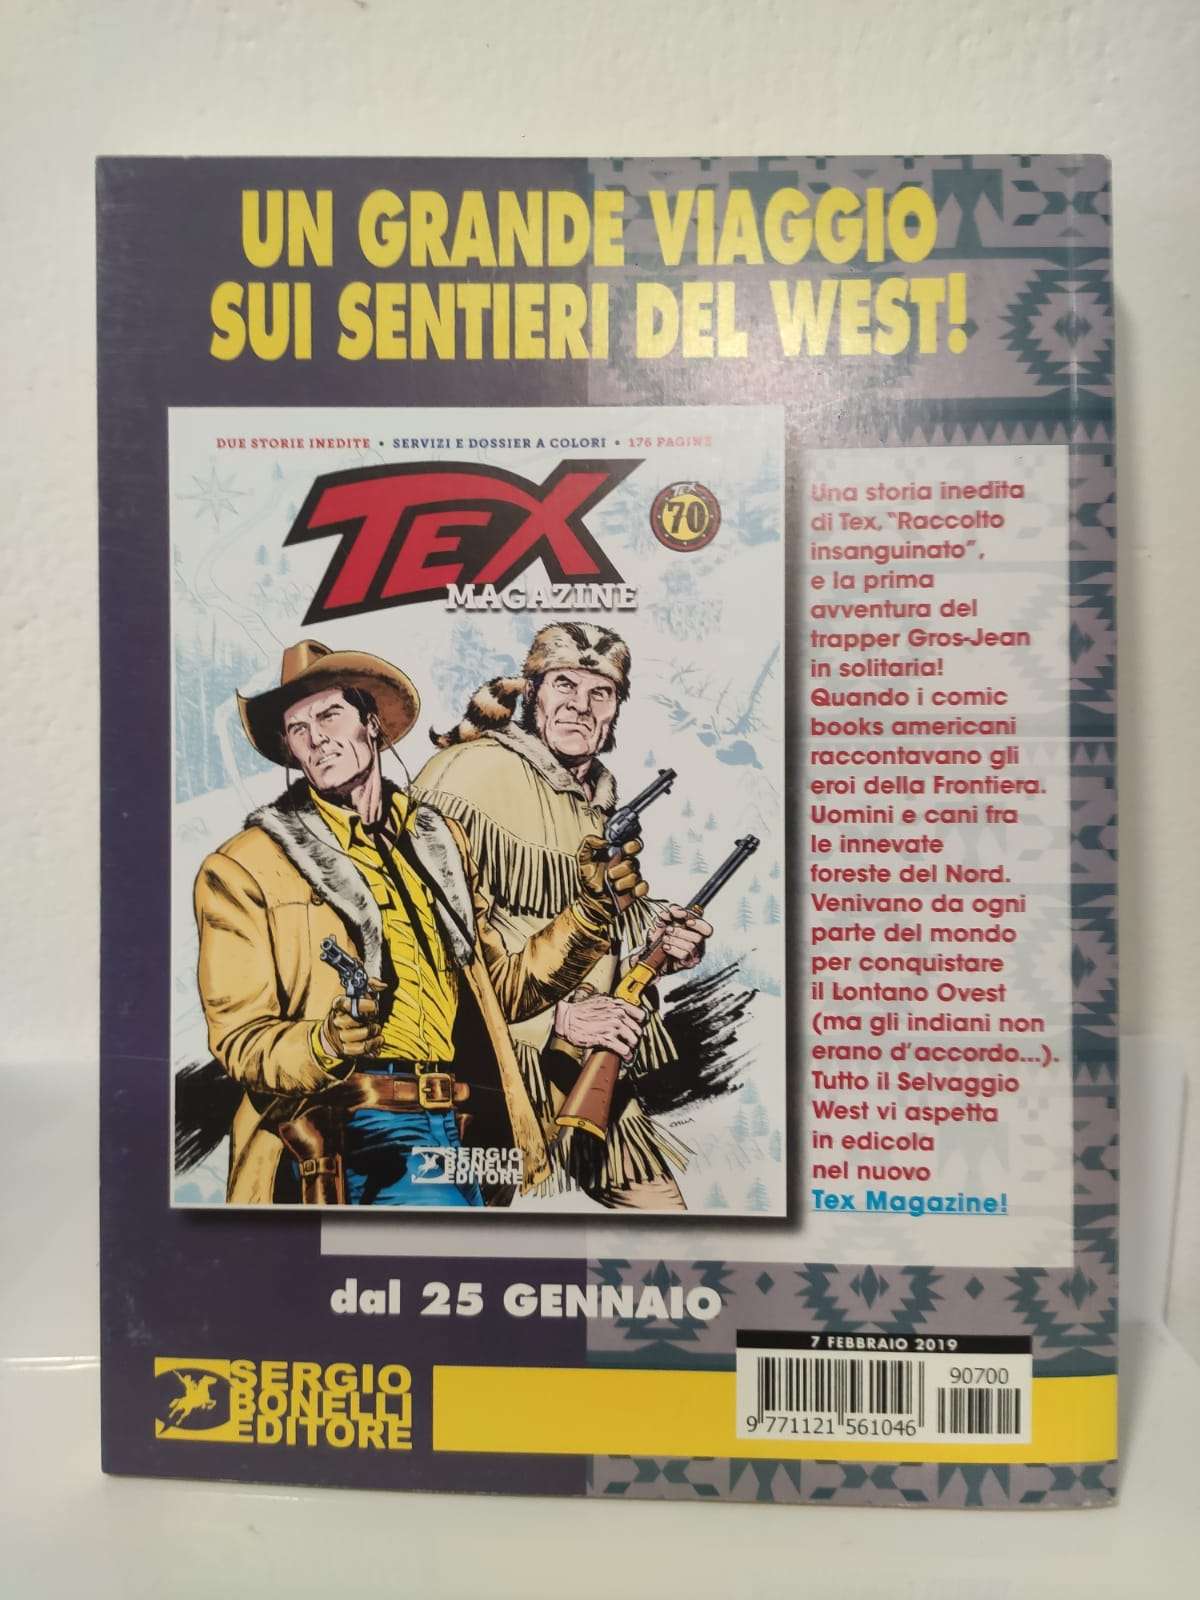 UN GRANDE VIAGGIO
SUI SENTIERI DEL WEST!
DUE STORIE INEDITE • SERVIZI E DOSSIER A COLORI • 176 PAGINE
TEX
MAGAZINE
TEX
70
SERGIO
BONELLI
EDITORE
Una storia inedita
di Tex, “Raccolto
insanguinato”,
e la prima
avventura del
trapper Gros-Jean
in solitaria!
Quando i comic
books americani
raccontavano gli
eroi della Frontiera.
Uomini e cani fra
le innevate
foreste del Nord.
Venivano da ogni
parte del mondo
per conquistare
il Lontano Ovest
(ma gli indiani non
erano d'accordo...).
Tutto il Selvaggio
West vi aspetta
in edicola
nel nuovo
Tex Magazine!
dal 25 GENNAIO
SERGIO
BONELLI
EDITORE
7 FEBBRAIO 2019
90700
9 771121 561046